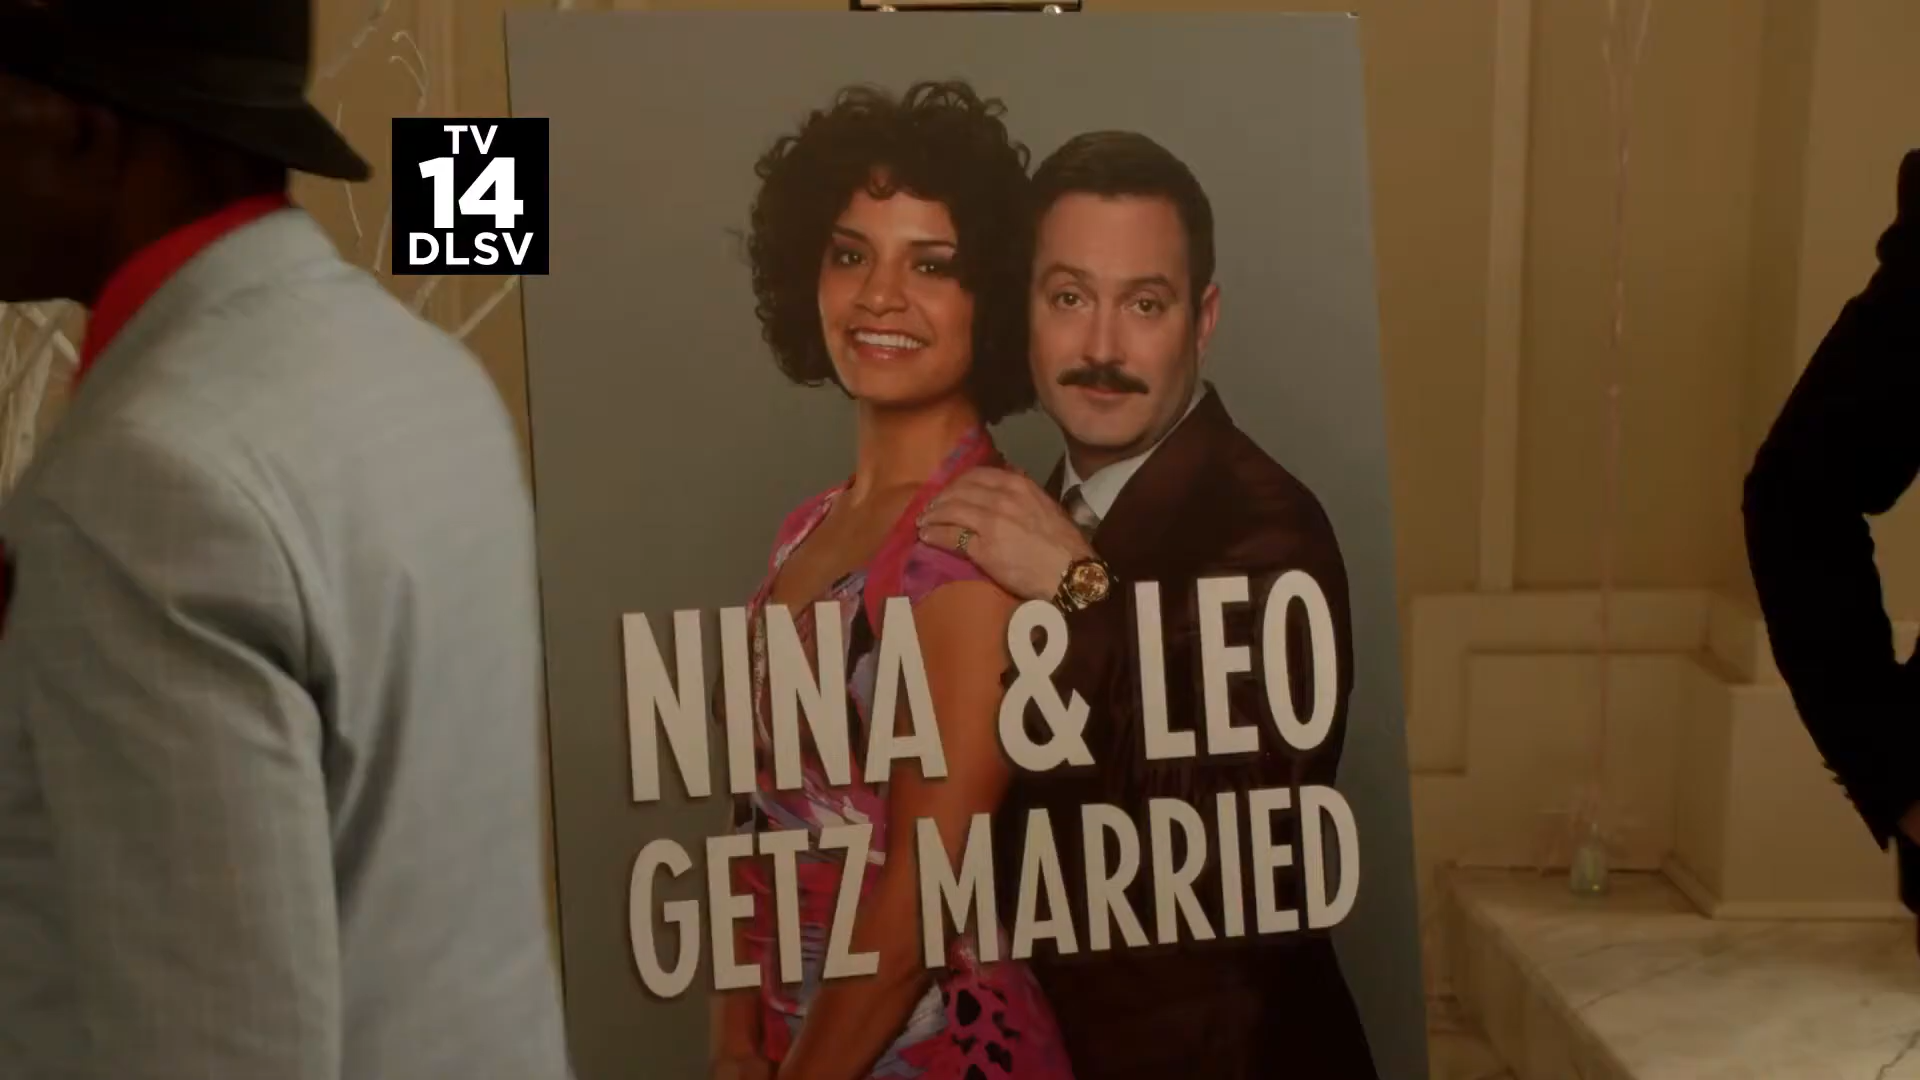 TV
14
DLSV
NINA & LEO
GETZ MARRIED